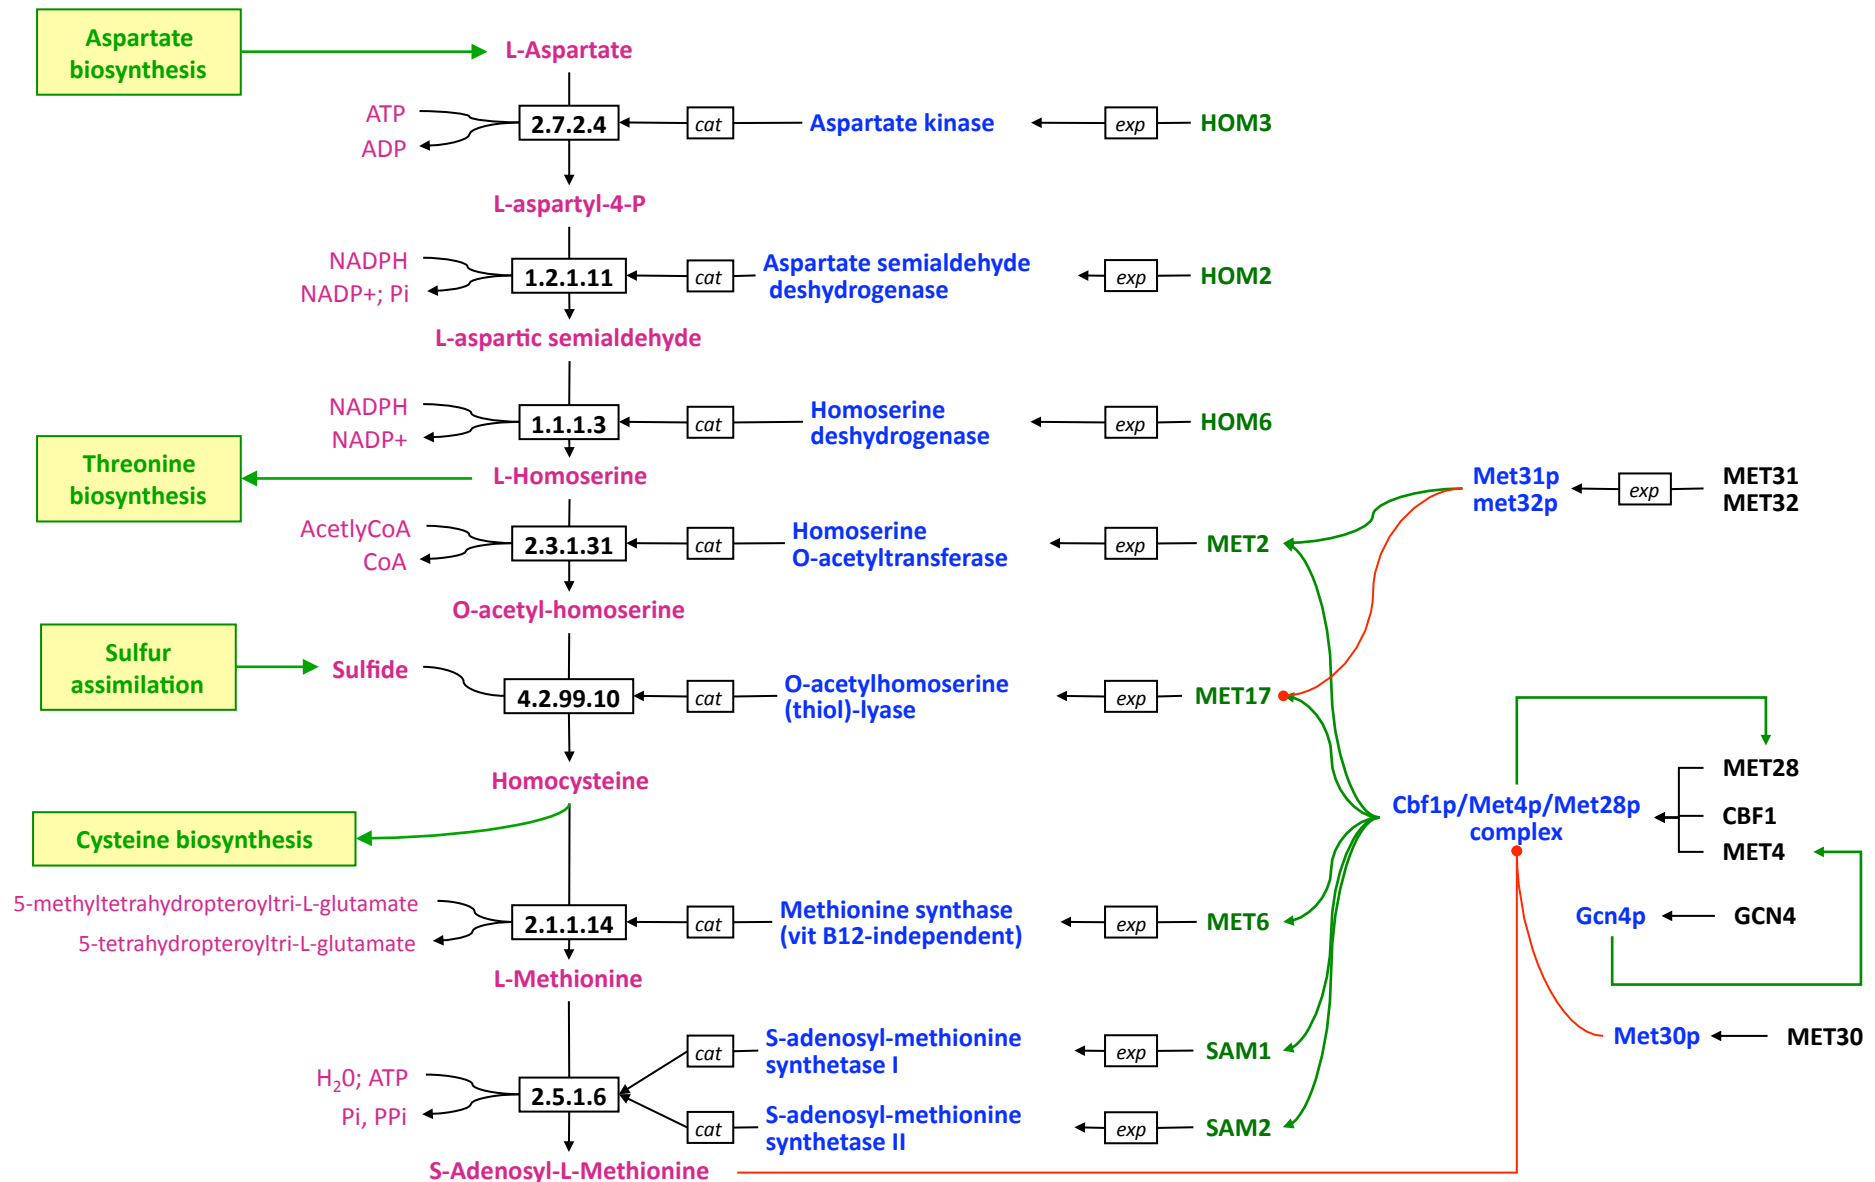 Aspartate
biosynthesis
L-Aspartate
ATP
ADP
2.7.2.4
cat
Aspartate kinase
exp
HOM3
L-aspartyl-4-P
NADPH
NADP+; Pi
1.2.1.11
cat
Aspartate semialdehyde
deshydrogenase
exp
HOM2
L-aspartic semialdehyde
NADPH
NADP+
1.1.1.3
cat
Homoserine
deshydrogenase
exp
HOM6
Threonine
biosynthesis
L-Homoserine
Met31p
met32p
exp
MET31
MET32
AcetlyCoA
CoA
2.3.1.31
cat
Homoserine
O-acetyltransferase
exp
MET2
O-acetyl-homoserine
Sulfur
assimilation
Sulfide
4.2.99.10
cat
O-acetylhomoserine
(thiol)-lyase
exp
MET17
Homocysteine
Cbf1p/Met4p/Met28p
complex
MET28
CBF1
MET4
Cysteine biosynthesis
5-methyltetrahydropteroyltri-L-glutamate
5-tetrahydropteroyltri-L-glutamate
2.1.1.14
cat
Methionine synthase
(vit B12-independent)
exp
MET6
Gcn4p
GCN4
L-Methionine
H₂0; ATP
Pi, PPi
2.5.1.6
cat
S-adenosyl-methionine
synthetase I
exp
SAM1
Met30p
MET30
cat
S-adenosyl-methionine
synthetase II
exp
SAM2
S-Adenosyl-L-Methionine